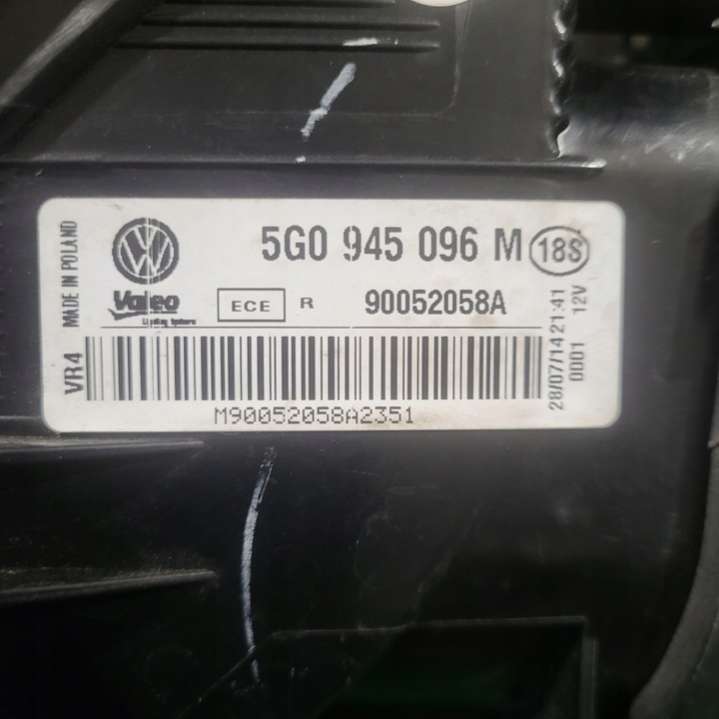 5G0 945 096 M 18S
MADE IN POLAND
Valeo
Lighting Systems
ECE R 90052058A
VR4
M90052058A2351
28/07/14 21:41
0001 12V